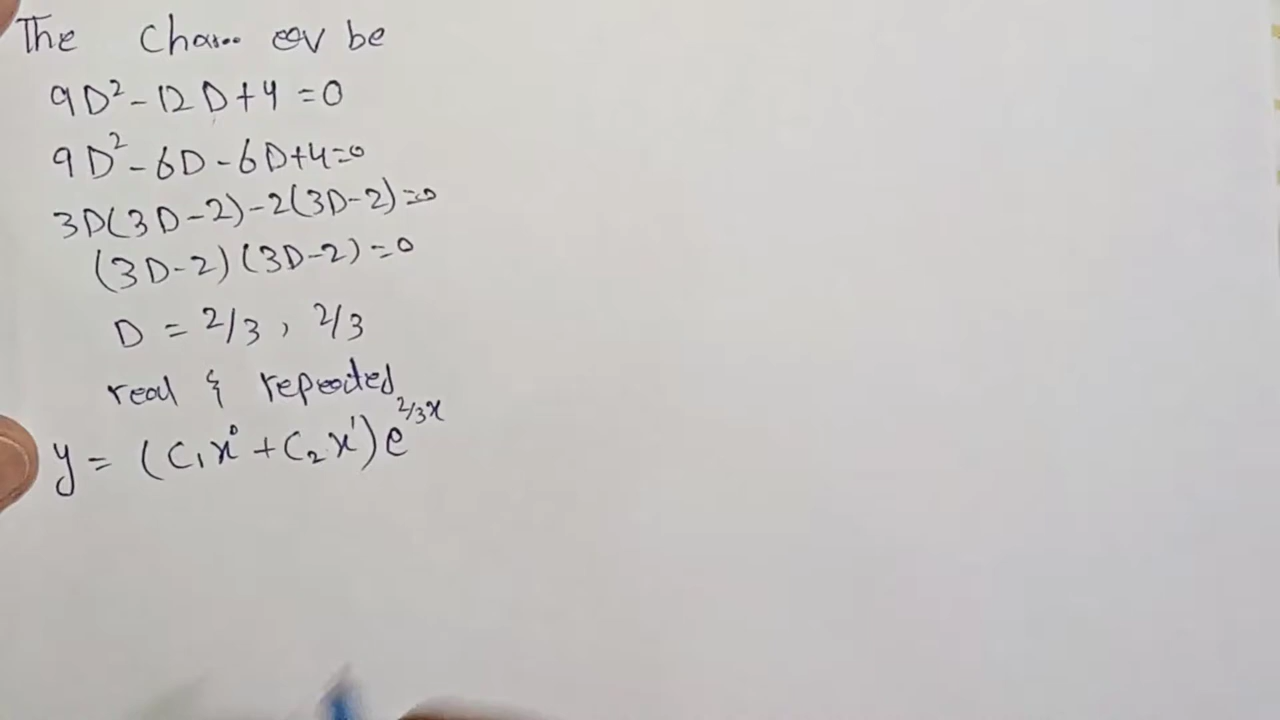 The Char.. eq be
9D² - 12D + 4 = 0
9D² - 6D - 6D + 4 = 0
3D(3D - 2) - 2(3D - 2) = 0
(3D - 2) (3D - 2) = 0
D = 2/3 , 2/3
real & repeated
y = (C₁x⁰ + C₂x¹) e^{2/3x}